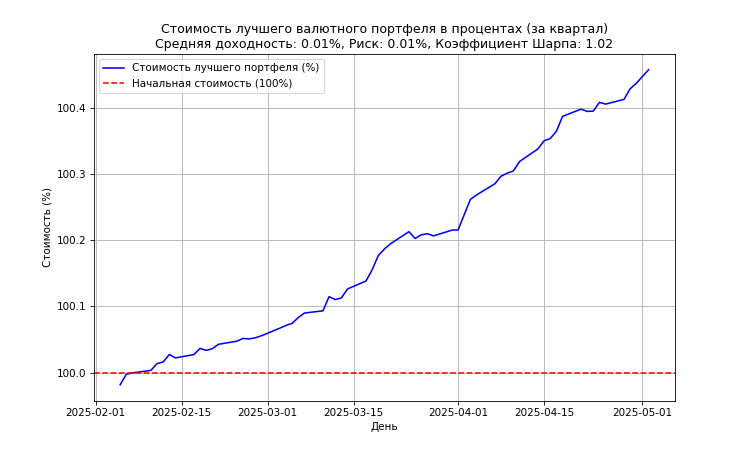 Стоимость лучшего валютного портфеля в процентах (за квартал)
Средняя доходность: 0.01%, Риск: 0.01%, Коэффициент Шарпа: 1.02
Стоимость лучшего портфеля (%)
Начальная стоимость (100%)
Стоимость (%)
100.4
100.3
100.2
100.1
100.0
2025-02-01
2025-02-15
2025-03-01
2025-03-15
2025-04-01
2025-04-15
2025-05-01
День